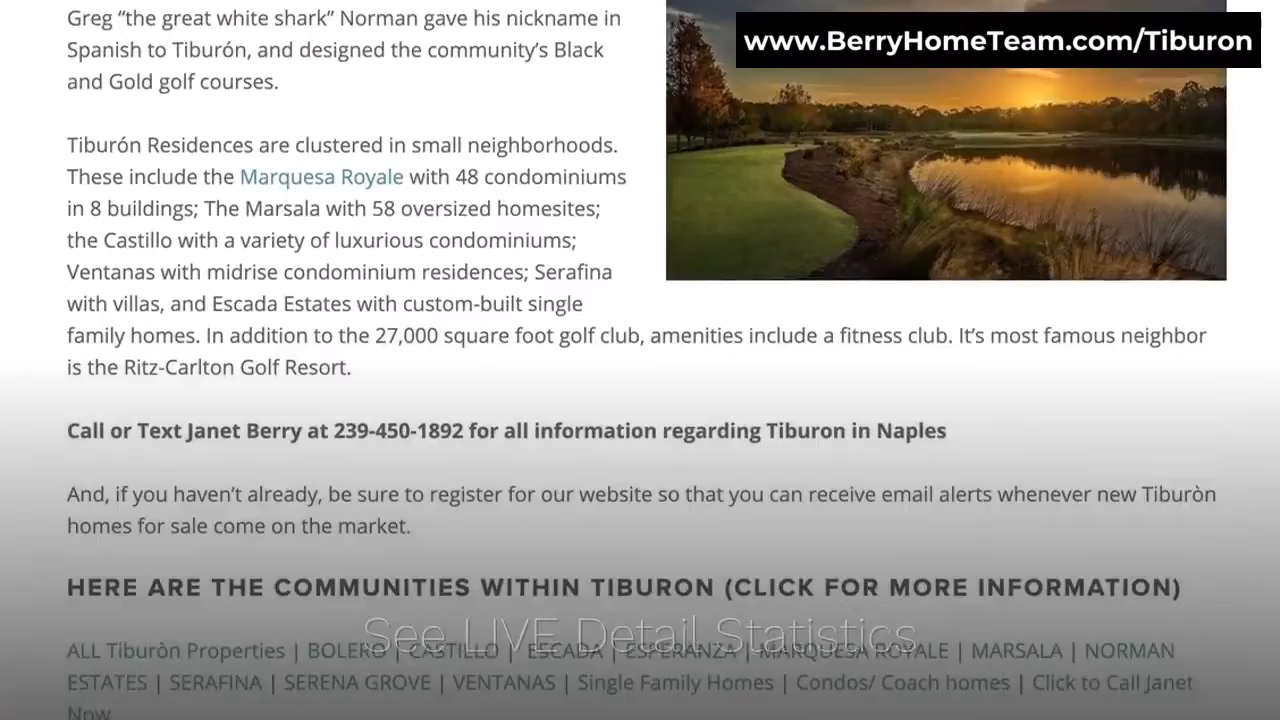 www.BerryHomeTeam.com/Tiburon
Greg “the great white shark” Norman gave his nickname in
Spanish to Tiburón, and designed the community’s Black
and Gold golf courses.
Tiburón Residences are clustered in small neighborhoods.
These include the Marquesa Royale with 48 condominiums
in 8 buildings; The Marsala with 58 oversized homesites;
the Castillo with a variety of luxurious condominiums;
Ventanas with midrise condominium residences; Serafina
with villas, and Escada Estates with custom-built single
family homes. In addition to the 27,000 square foot golf club, amenities include a fitness club. It’s most famous neighbor
is the Ritz-Carlton Golf Resort.
Call or Text Janet Berry at 239-450-1892 for all information regarding Tiburon in Naples
And, if you haven’t already, be sure to register for our website so that you can receive email alerts whenever new Tiburòn
homes for sale come on the market.
HERE ARE THE COMMUNITIES WITHIN TIBURON (CLICK FOR MORE INFORMATION)
See LIVE Detail Statistics
ALL Tiburòn Properties | BOLERO | CASTILLO | ESCADA | ESPERANZA | MARQUESA ROYALE | MARSALA | NORMAN
ESTATES | SERAFINA | SERENA GROVE | VENTANAS | Single Family Homes | Condos/ Coach homes | Click to Call Janet
Now